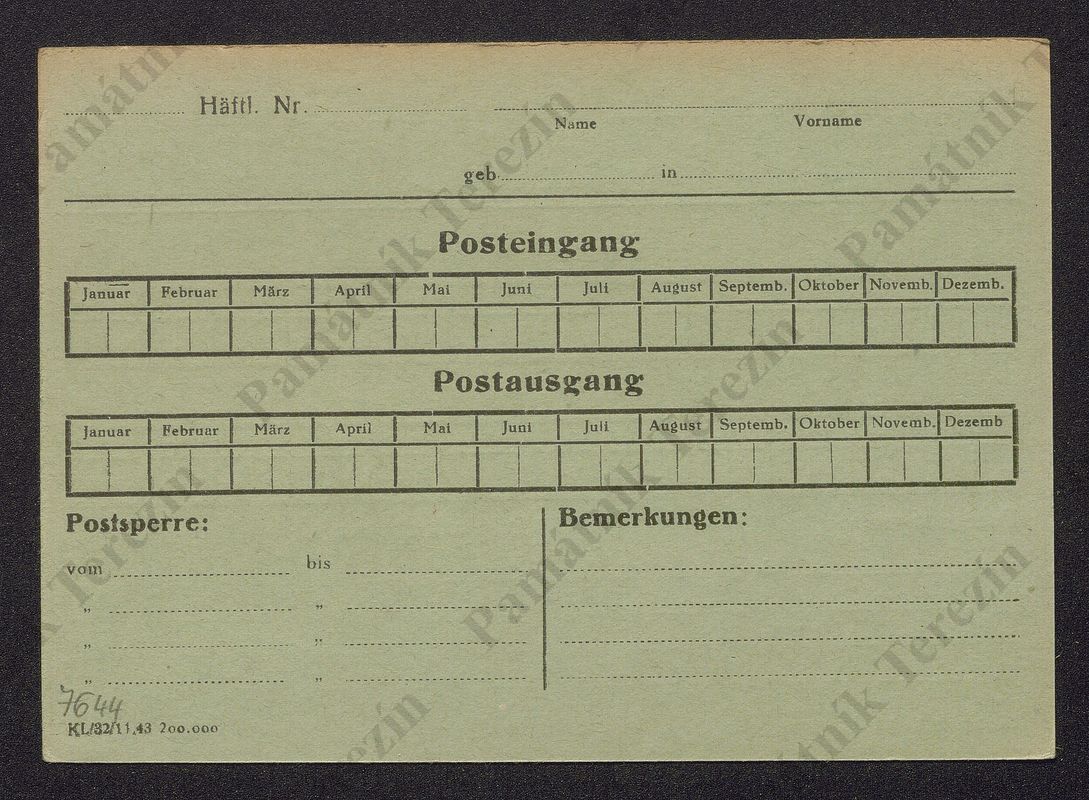 Häftl. Nr.
Name Vorname
geb. in
Posteingang
Januar Februar März April Mai Juni Juli August Septemb. Oktober Novemb. Dezemb.
Postausgang
Januar Februar März April Mai Juni Juli August Septemb. Oktober Novemb. Dezemb
Postsperre: Bemerkungen:
vom bis
„ „
„ „
„ „
7644
KL/32/11.43 200.000
Památník Terezín